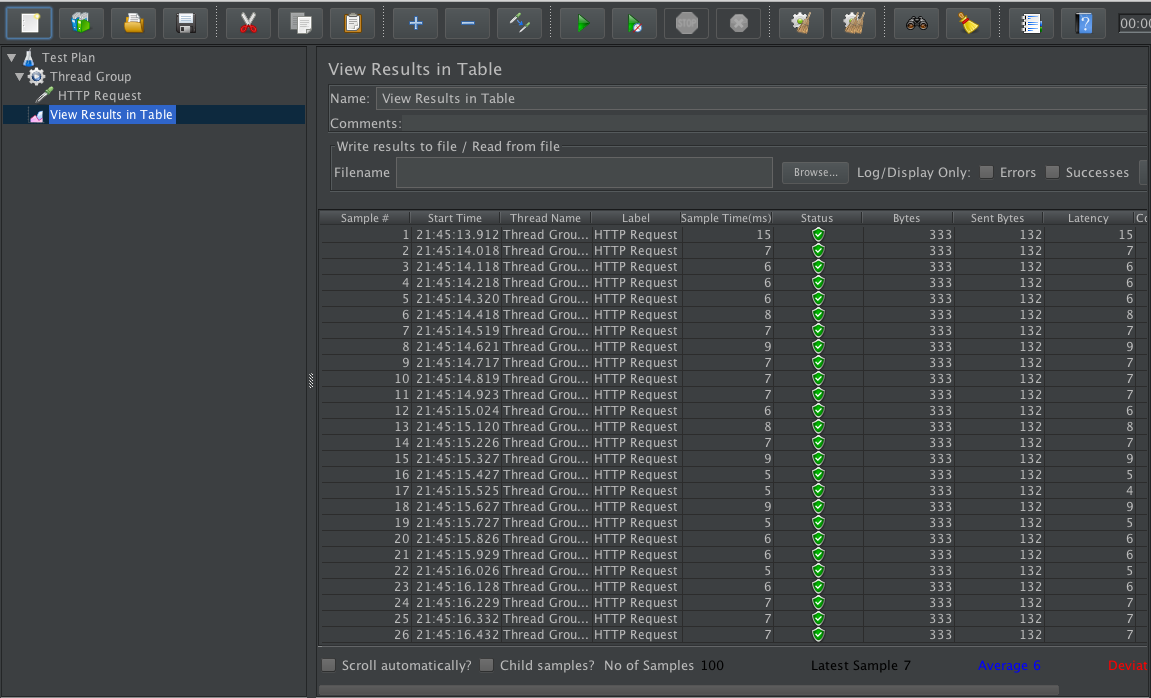 STOP
00:00
Test Plan
Thread Group
HTTP Request
View Results in Table
View Results in Table
Name: View Results in Table
Comments:
Write results to file / Read from file
Filename Browse... Log/Display Only: Errors Successes
Sample # Start Time Thread Name Label Sample Time(ms) Status Bytes Sent Bytes Latency Co
1 21:45:13.912 Thread Grou... HTTP Request 15 333 132 15
2 21:45:14.018 Thread Grou... HTTP Request 7 333 132 7
3 21:45:14.118 Thread Grou... HTTP Request 6 333 132 6
4 21:45:14.218 Thread Grou... HTTP Request 6 333 132 6
5 21:45:14.320 Thread Grou... HTTP Request 6 333 132 6
6 21:45:14.418 Thread Grou... HTTP Request 8 333 132 8
7 21:45:14.519 Thread Grou... HTTP Request 7 333 132 7
8 21:45:14.621 Thread Grou... HTTP Request 9 333 132 9
9 21:45:14.717 Thread Grou... HTTP Request 7 333 132 7
10 21:45:14.819 Thread Grou... HTTP Request 7 333 132 7
11 21:45:14.923 Thread Grou... HTTP Request 7 333 132 7
12 21:45:15.024 Thread Grou... HTTP Request 6 333 132 6
13 21:45:15.120 Thread Grou... HTTP Request 8 333 132 8
14 21:45:15.226 Thread Grou... HTTP Request 7 333 132 7
15 21:45:15.327 Thread Grou... HTTP Request 9 333 132 9
16 21:45:15.427 Thread Grou... HTTP Request 5 333 132 5
17 21:45:15.525 Thread Grou... HTTP Request 5 333 132 4
18 21:45:15.627 Thread Grou... HTTP Request 9 333 132 9
19 21:45:15.727 Thread Grou... HTTP Request 5 333 132 5
20 21:45:15.826 Thread Grou... HTTP Request 6 333 132 6
21 21:45:15.929 Thread Grou... HTTP Request 6 333 132 6
22 21:45:16.026 Thread Grou... HTTP Request 5 333 132 5
23 21:45:16.128 Thread Grou... HTTP Request 6 333 132 6
24 21:45:16.229 Thread Grou... HTTP Request 7 333 132 7
25 21:45:16.332 Thread Grou... HTTP Request 7 333 132 7
26 21:45:16.432 Thread Grou... HTTP Request 7 333 132 7
Scroll automatically? Child samples? No of Samples 100 Latest Sample 7 Average 6 Deviat